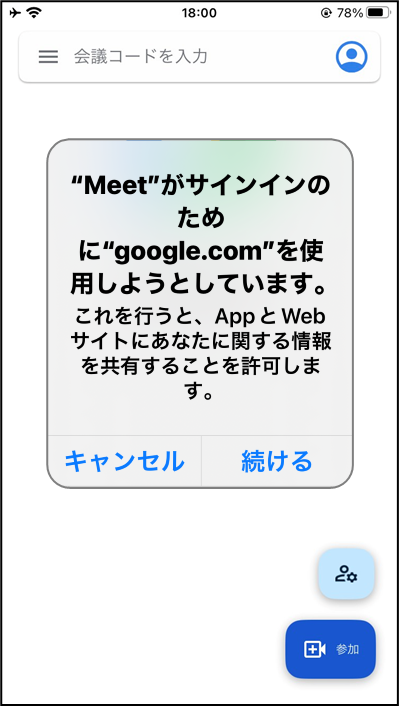 18:00
78%
会議コードを入力
“Meet”がサインインの
ため
に“google.com”を使
用しようとしています。
これを行うと、AppとWeb
サイトにあなたに関する情報
を共有することを許可しま
す。
キャンセル 続ける
参加